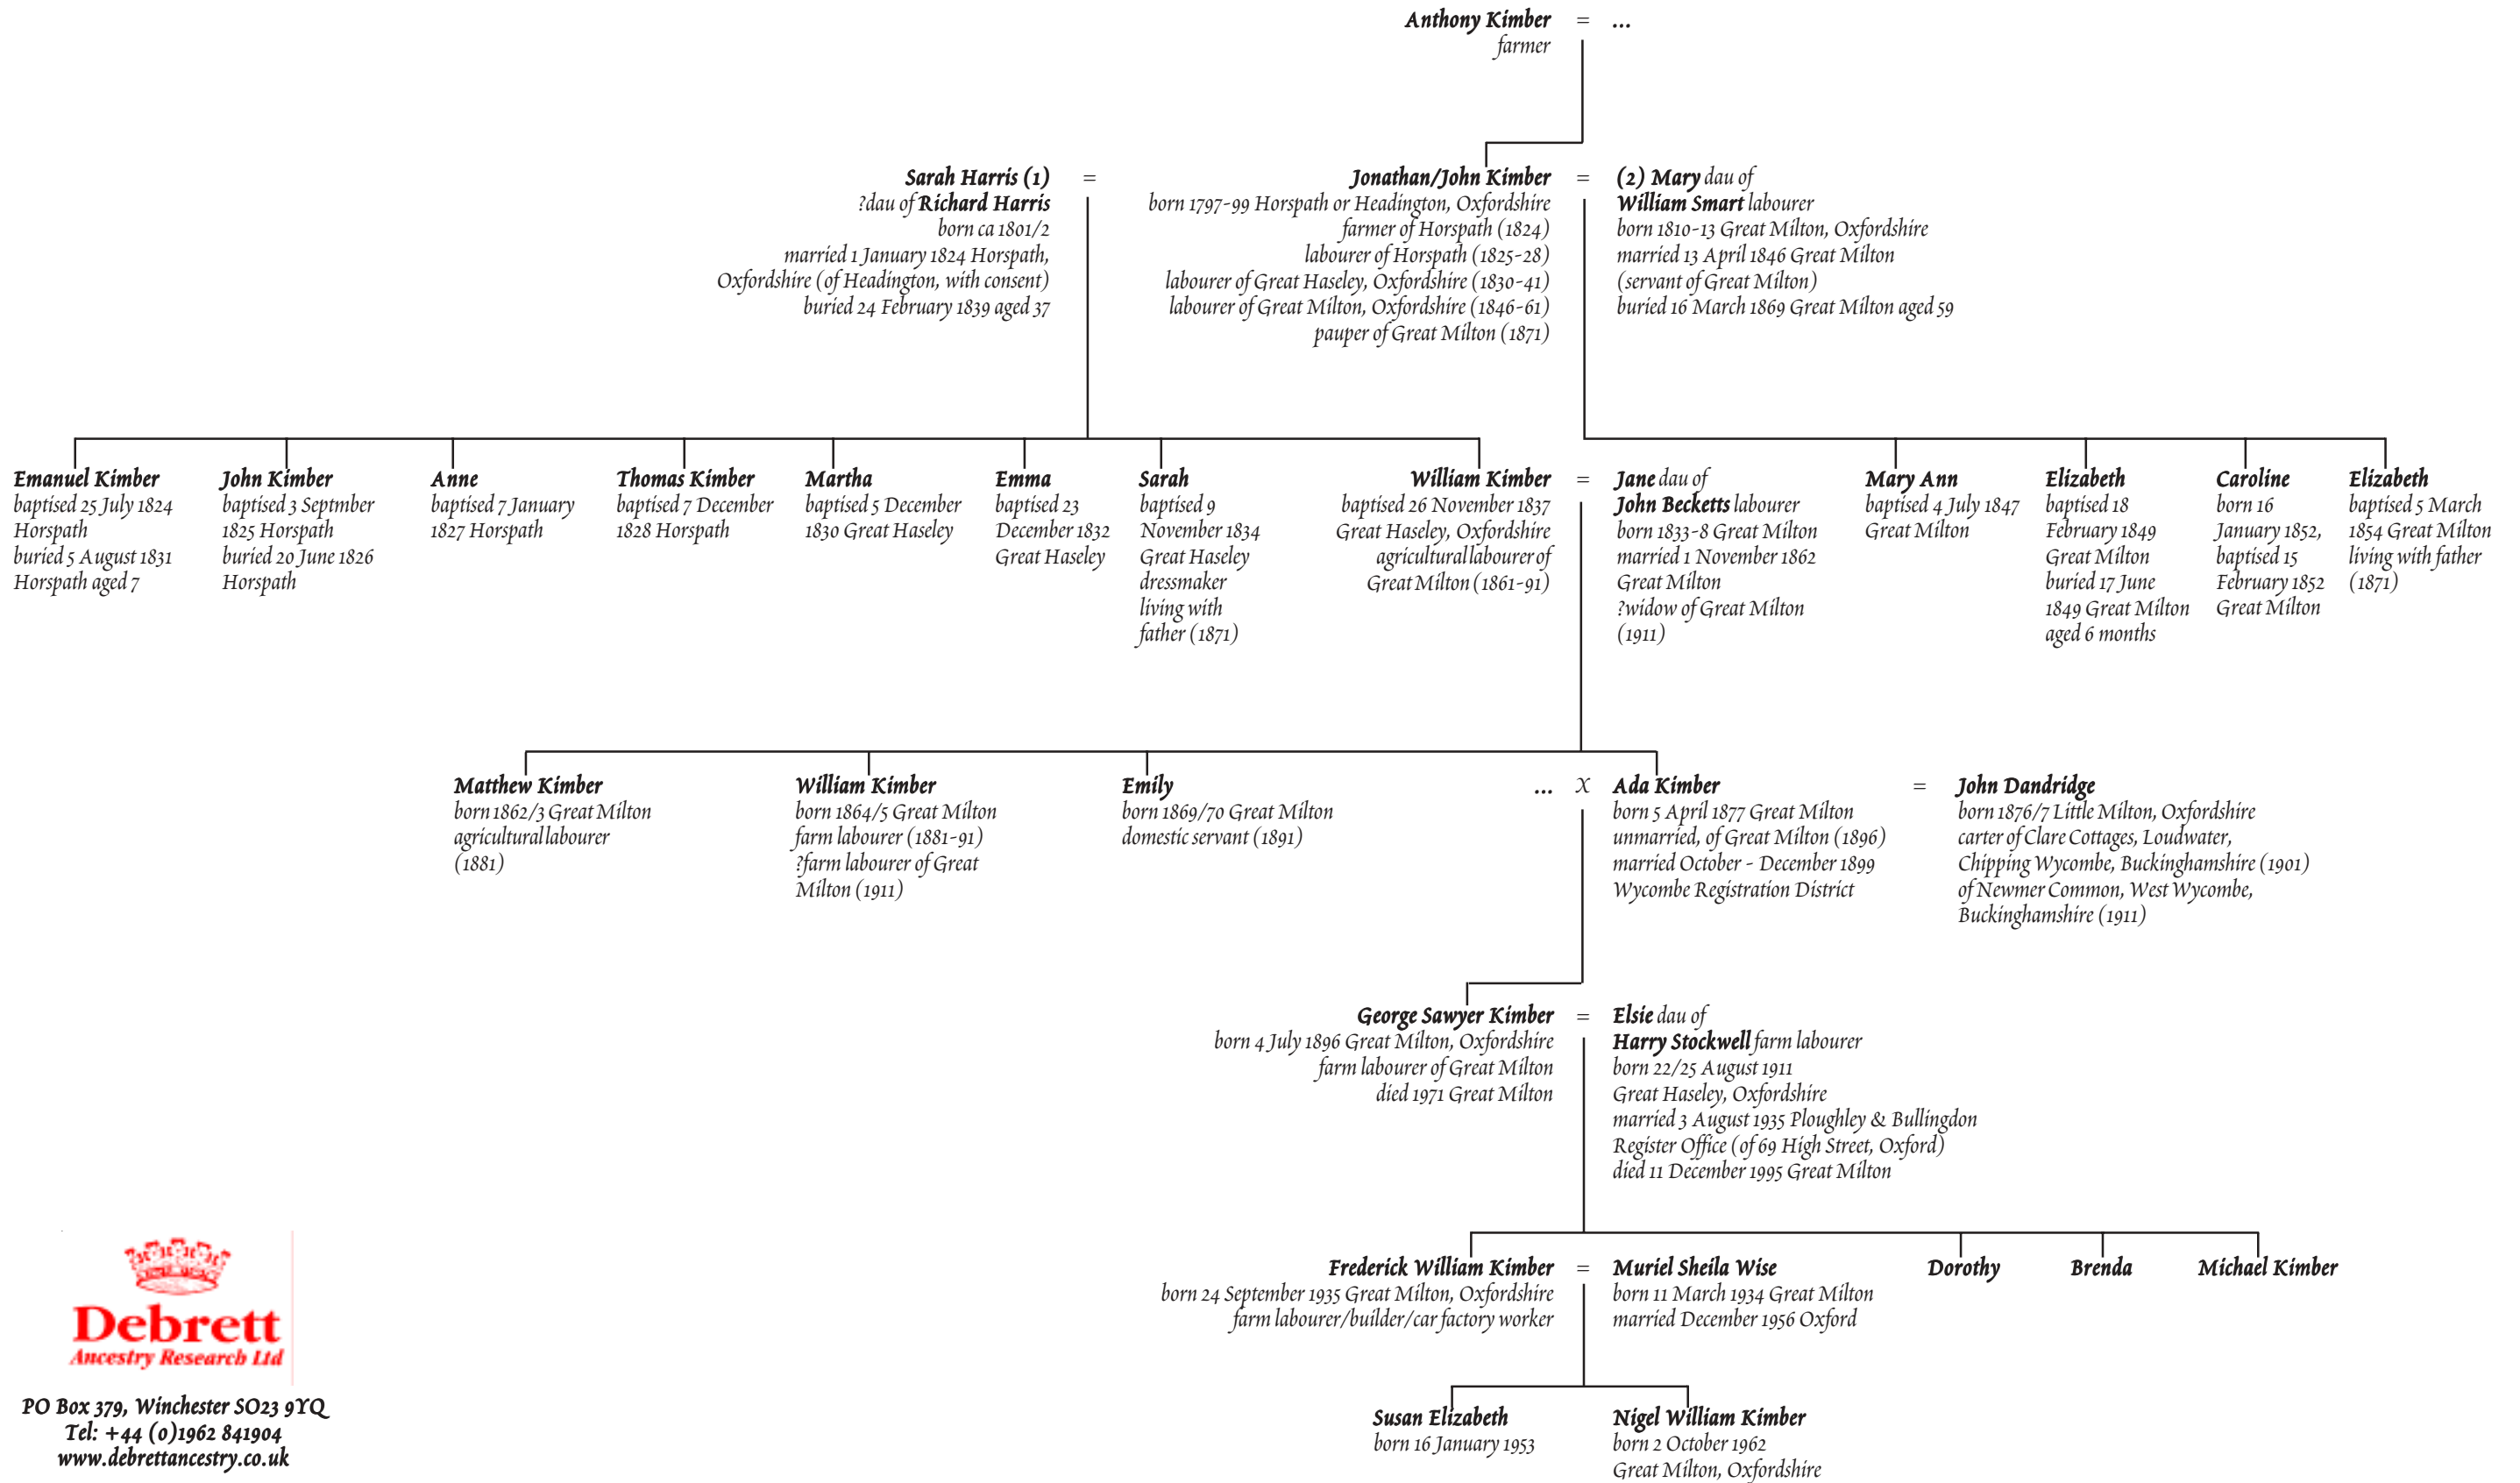 Anthony Kimber = ...
farmer
Sarah Harris (1) =
?dau of Richard Harris
born ca 1801/2
married 1 January 1824 Horspath,
Oxfordshire (of Headington, with consent)
buried 24 February 1839 aged 37
Jonathan/John Kimber =
born 1797-99 Horspath or Headington, Oxfordshire
farmer of Horspath (1824)
labourer of Horspath (1825-28)
labourer of Great Haseley, Oxfordshire (1830-41)
labourer of Great Milton, Oxfordshire (1846-61)
pauper of Great Milton (1871)
(2) Mary dau of
William Smart labourer
born 1810-13 Great Milton, Oxfordshire
married 13 April 1846 Great Milton
(servant of Great Milton)
buried 16 March 1869 Great Milton aged 59
Emanuel Kimber
baptised 25 July 1824
Horspath
buried 5 August 1831
Horspath aged 7
John Kimber
baptised 3 Septmber
1825 Horspath
buried 20 June 1826
Horspath
Anne
baptised 7 January
1827 Horspath
Thomas Kimber
baptised 7 December
1828 Horspath
Martha
baptised 5 December
1830 Great Haseley
Emma
baptised 23
December 1832
Great Haseley
Sarah
baptised 9
November 1834
Great Haseley
dressmaker
living with
father (1871)
William Kimber =
baptised 26 November 1837
Great Haseley, Oxfordshire
agricultural labourer of
Great Milton (1861-91)
Jane dau of
John Becketts labourer
born 1833-8 Great Milton
married 1 November 1862
Great Milton
?widow of Great Milton
(1911)
Mary Ann
baptised 4 July 1847
Great Milton
Elizabeth
baptised 18
February 1849
Great Milton
buried 17 June
1849 Great Milton
aged 6 months
Caroline
born 16
January 1852,
baptised 15
February 1852
Great Milton
Elizabeth
baptised 5 March
1854 Great Milton
living with father
(1871)
Matthew Kimber
born 1862/3 Great Milton
agricultural labourer
(1881)
William Kimber
born 1864/5 Great Milton
farm labourer (1881-91)
?farm labourer of Great
Milton (1911)
Emily
born 1869/70 Great Milton
domestic servant (1891)
... X Ada Kimber =
born 5 April 1877 Great Milton
unmarried, of Great Milton (1896)
married October - December 1899
Wycombe Registration District
John Dandridge
born 1876/7 Little Milton, Oxfordshire
carter of Clare Cottages, Loudwater,
Chipping Wycombe, Buckinghamshire (1901)
of Newmer Common, West Wycombe,
Buckinghamshire (1911)
George Sawyer Kimber =
born 4 July 1896 Great Milton, Oxfordshire
farm labourer of Great Milton
died 1971 Great Milton
Elsie dau of
Harry Stockwell farm labourer
born 22/25 August 1911
Great Haseley, Oxfordshire
married 3 August 1935 Ploughley & Bullingdon
Register Office (of 69 High Street, Oxford)
died 11 December 1995 Great Milton
Frederick William Kimber =
born 24 September 1935 Great Milton, Oxfordshire
farm labourer/builder/car factory worker
Muriel Sheila Wise
born 11 March 1934 Great Milton
married December 1956 Oxford
Dorothy
Brenda
Michael Kimber
Susan Elizabeth
born 16 January 1953
Nigel William Kimber
born 2 October 1962
Great Milton, Oxfordshire
Debrett
Ancestry Research Ltd
PO Box 379, Winchester SO23 9YQ
Tel: +44 (0)1962 841904
www.debrettancestry.co.uk